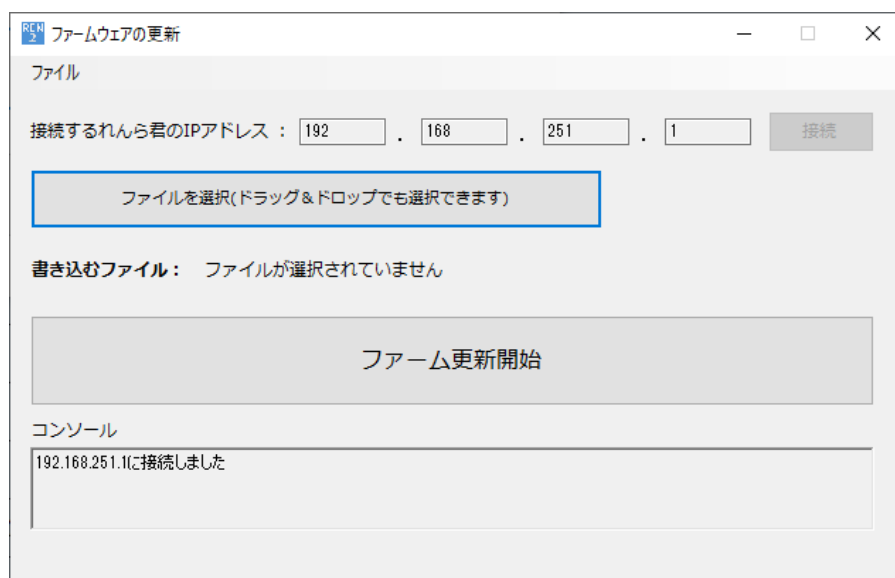 REN 2 ファームウェアの更新
ファイル
接続するれんら君のIPアドレス : 192 . 168 . 251 . 1 接続
ファイルを選択(ドラッグ&ドロップでも選択できます)
書き込むファイル: ファイルが選択されていません
ファーム更新開始
コンソール
192.168.251.1に接続しました